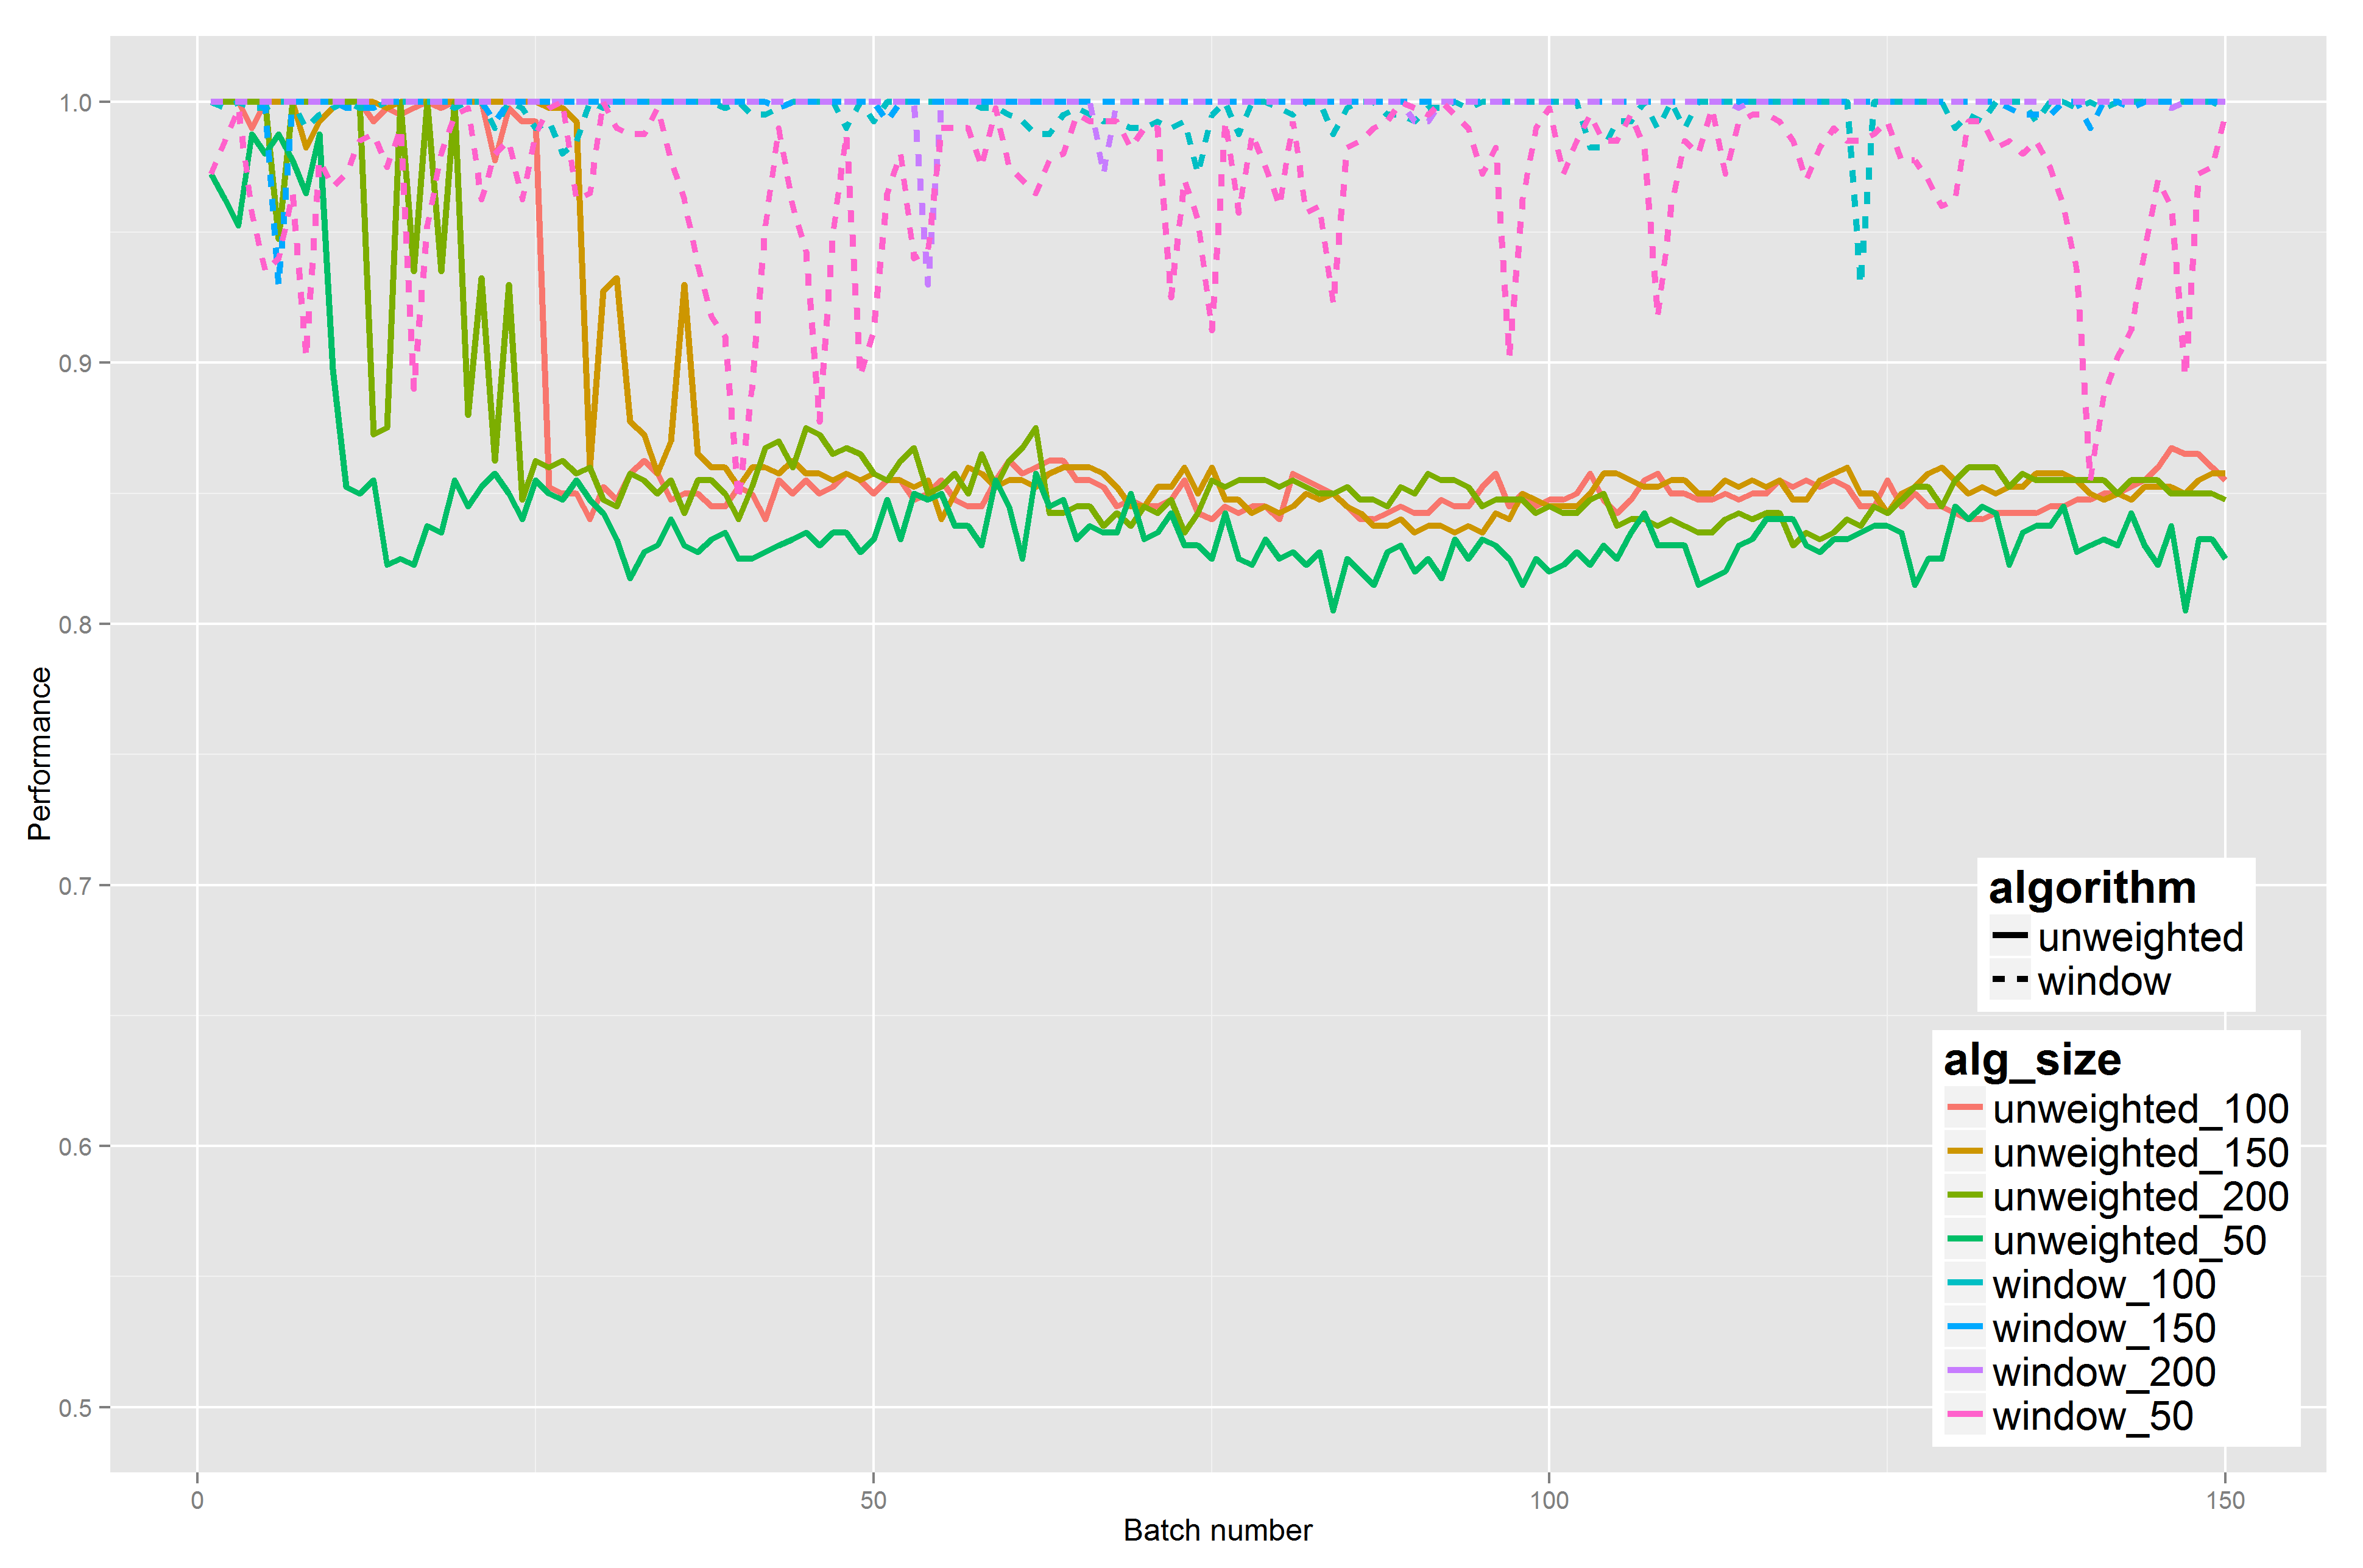 1.0
0.9
0.8
0.7
0.6
0.5
Performance
0
50
100
150
Batch number
algorithm
unweighted
window
alg_size
unweighted_100
unweighted_150
unweighted_200
unweighted_50
window_100
window_150
window_200
window_50